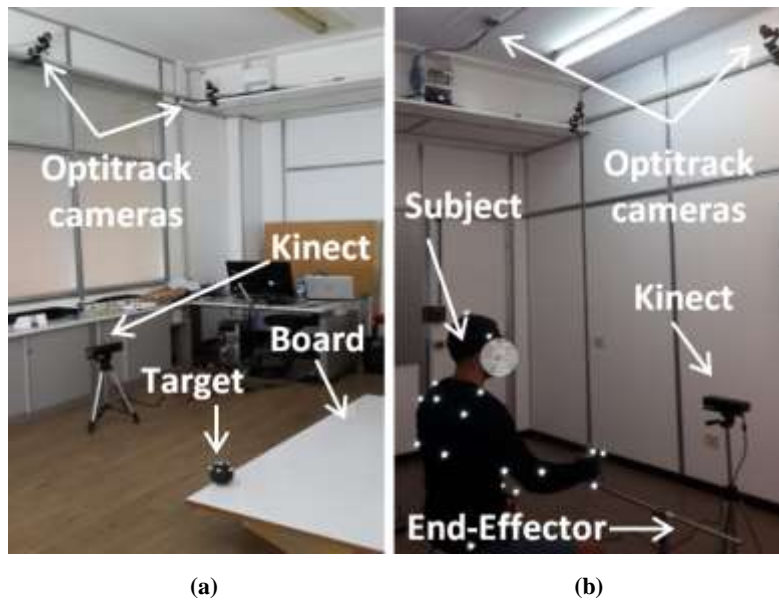 Optitrack
cameras
Kinect
Board
Target
Optitrack
cameras
Subject
Kinect
End-Effector
(a)
(b)